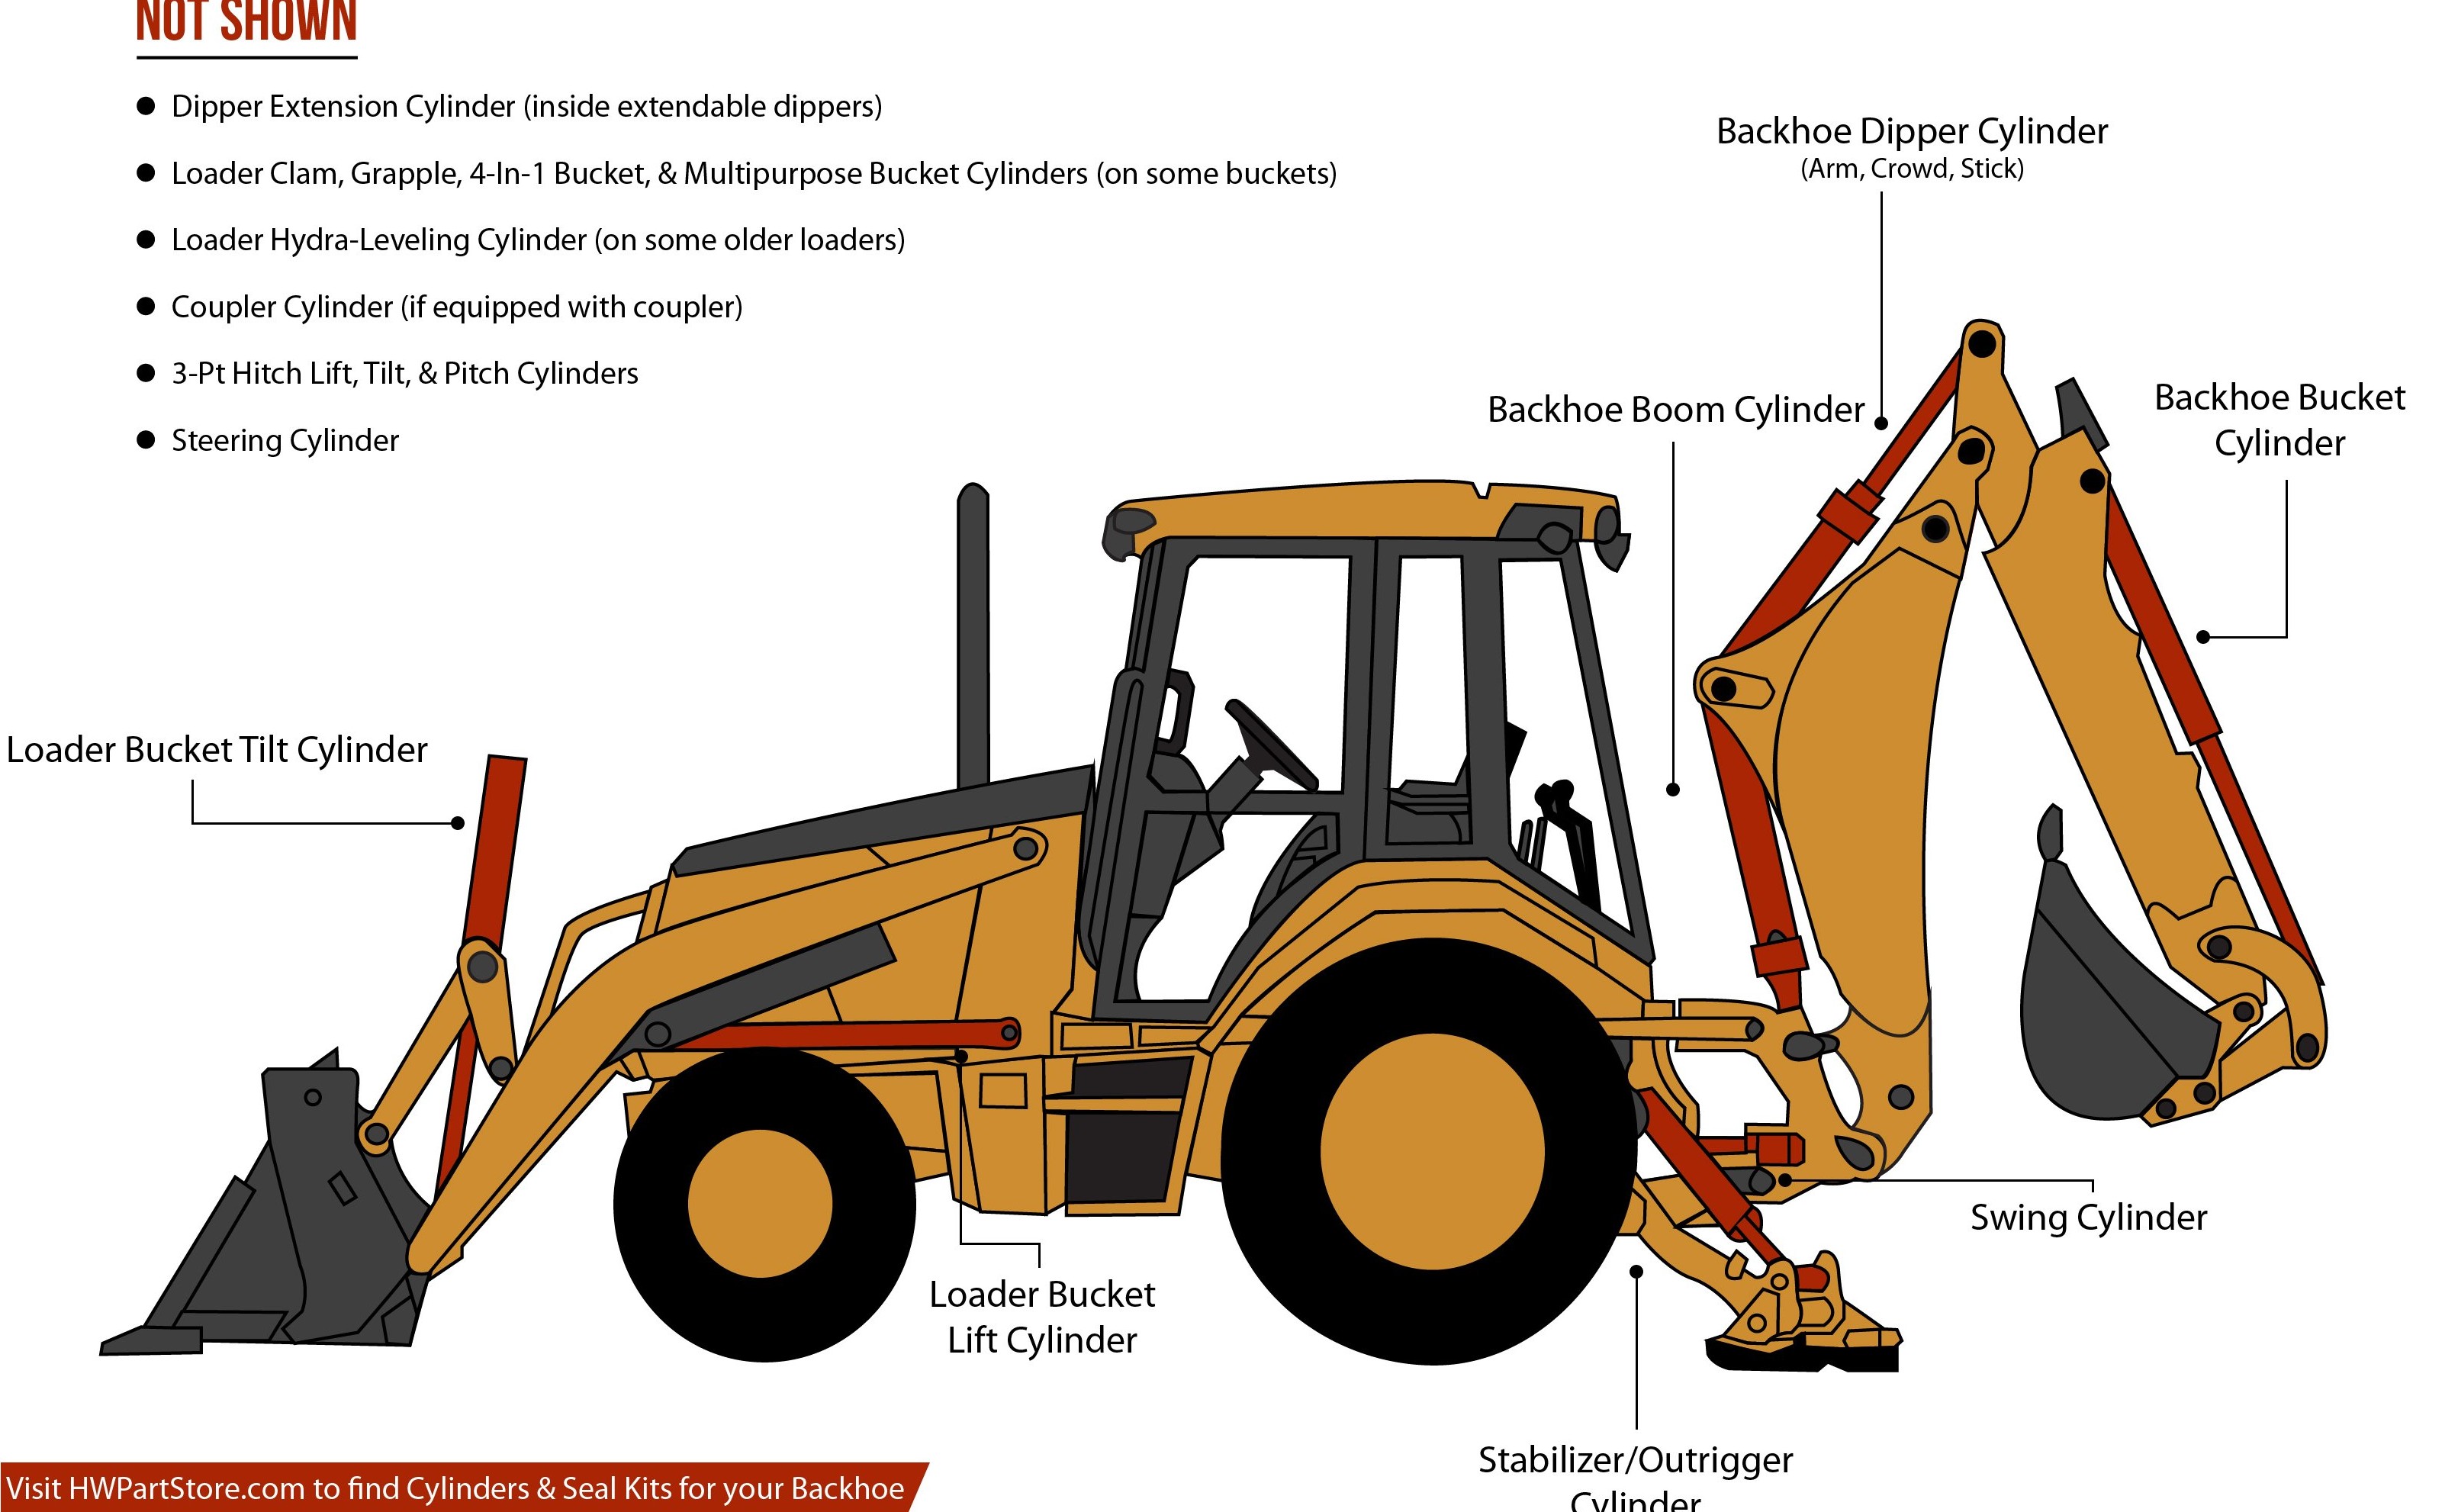 NOT SHOWN
Dipper Extension Cylinder (inside extendable dippers)
Loader Clam, Grapple, 4-In-1 Bucket, & Multipurpose Bucket Cylinders (on some buckets)
Loader Hydra-Leveling Cylinder (on some older loaders)
Coupler Cylinder (if equipped with coupler)
3-Pt Hitch Lift, Tilt, & Pitch Cylinders
Steering Cylinder
Backhoe Dipper Cylinder
(Arm, Crowd, Stick)
Backhoe Boom Cylinder
Backhoe Bucket
Cylinder
Loader Bucket Tilt Cylinder
Swing Cylinder
Loader Bucket
Lift Cylinder
Stabilizer/Outrigger
Cylinder
Visit HWPartStore.com to find Cylinders & Seal Kits for your Backhoe